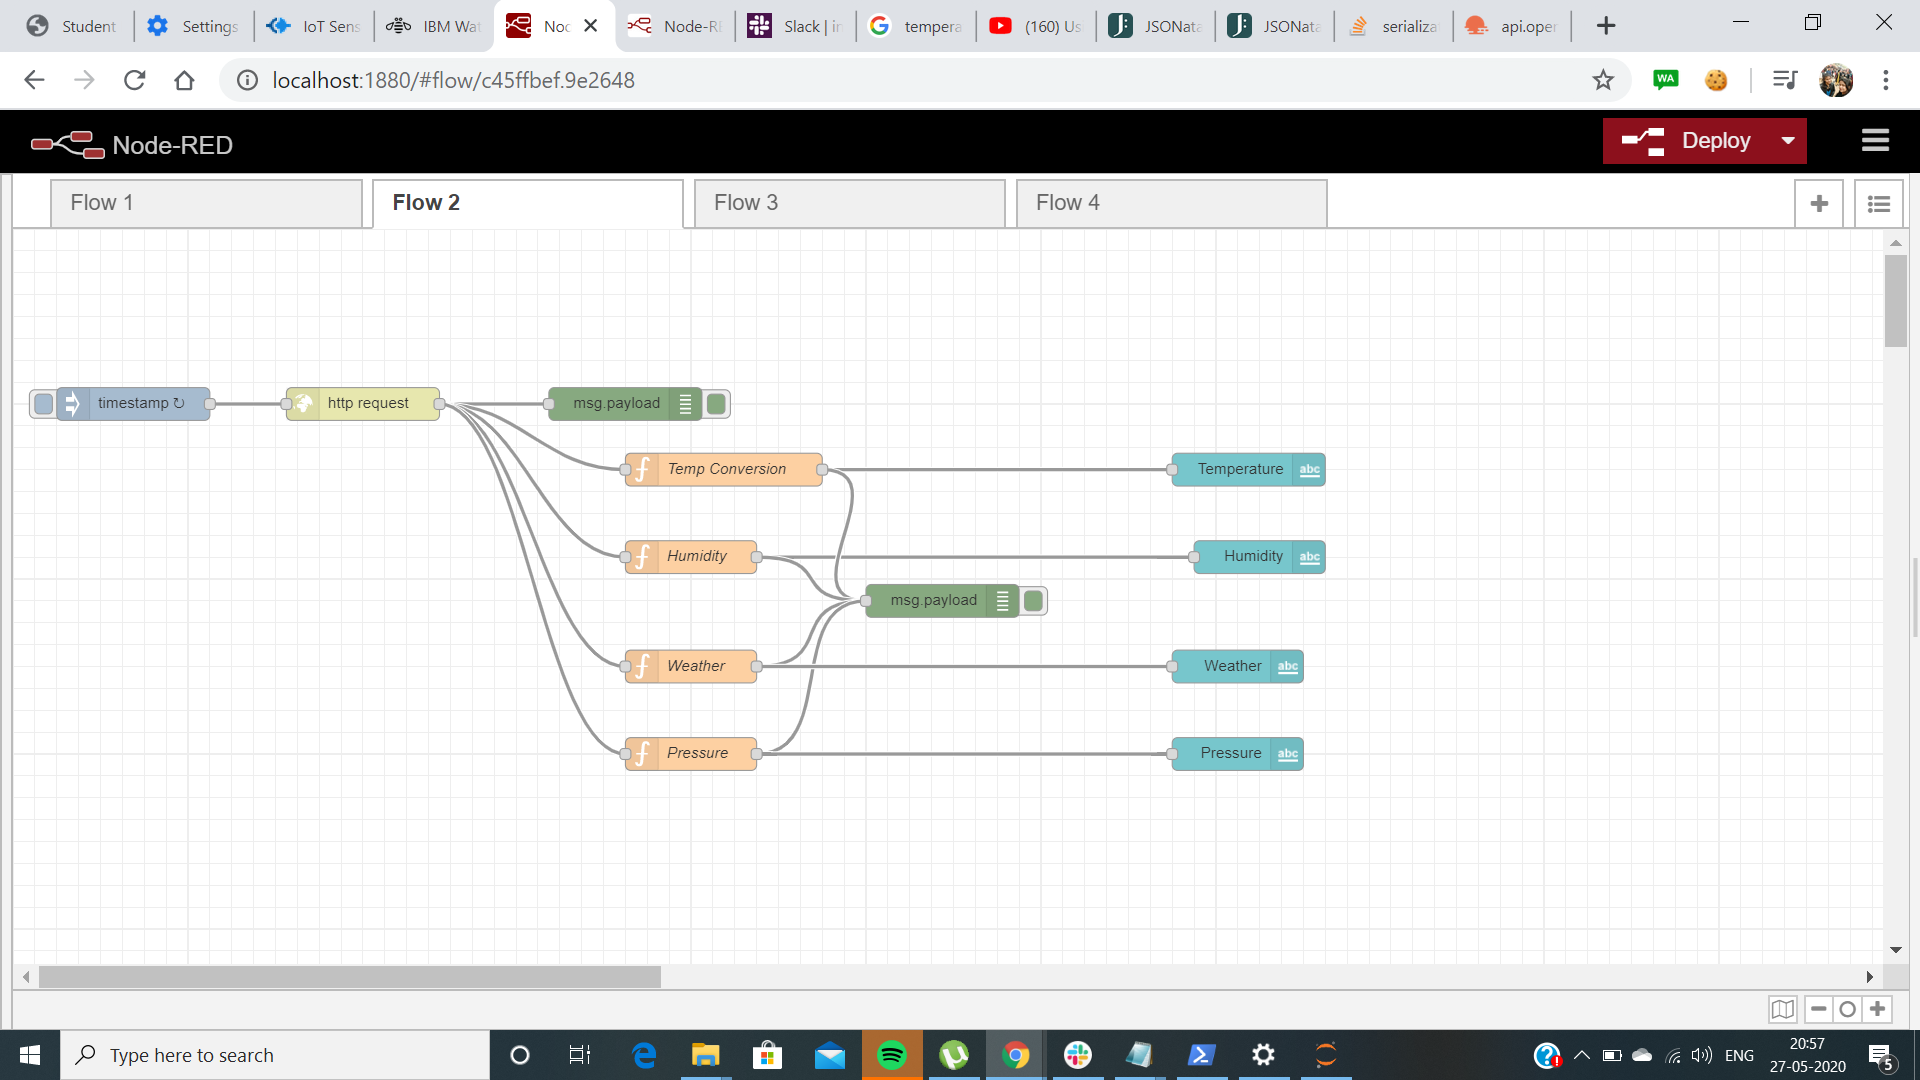 Student
Settings
IoT Sens
IBM Wat
Noc
Node-RI
Slack | in
tempera
(160) Us
JSONata
JSONata
serializa
api.oper
localhost:1880/#flow/c45ffbef.9e2648
WA
Node-RED
Deploy
Flow 1
Flow 2
Flow 3
Flow 4
timestamp ↻
http request
msg.payload
Temp Conversion
Temperature
abc
Humidity
Humidity
abc
msg.payload
Weather
Weather
abc
Pressure
Pressure
abc
Type here to search
ENG
20:57
27-05-2020
5